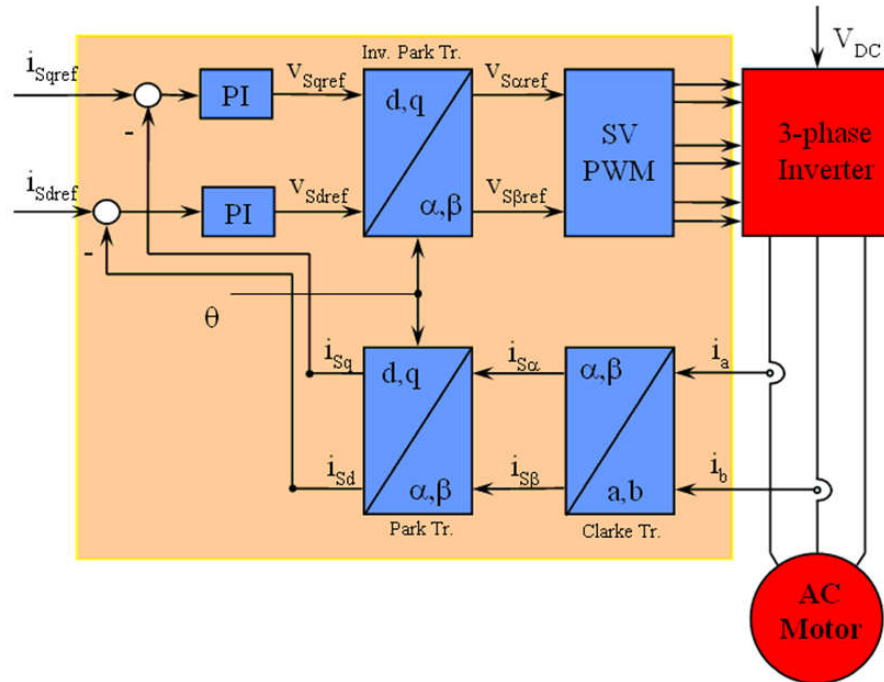 Inv. Park Tr.
V_DC
i_Sqref
PI
v_Sqref
d,q
v_Sαref
SV
PWM
3-phase
Inverter
-
i_Sdref
PI
v_Sdref
α,β
v_Sβref
-
θ
i_Sq
d,q
i_Sα
α,β
i_a
i_Sd
α,β
i_Sβ
a,b
i_b
Park Tr.
Clarke Tr.
AC
Motor